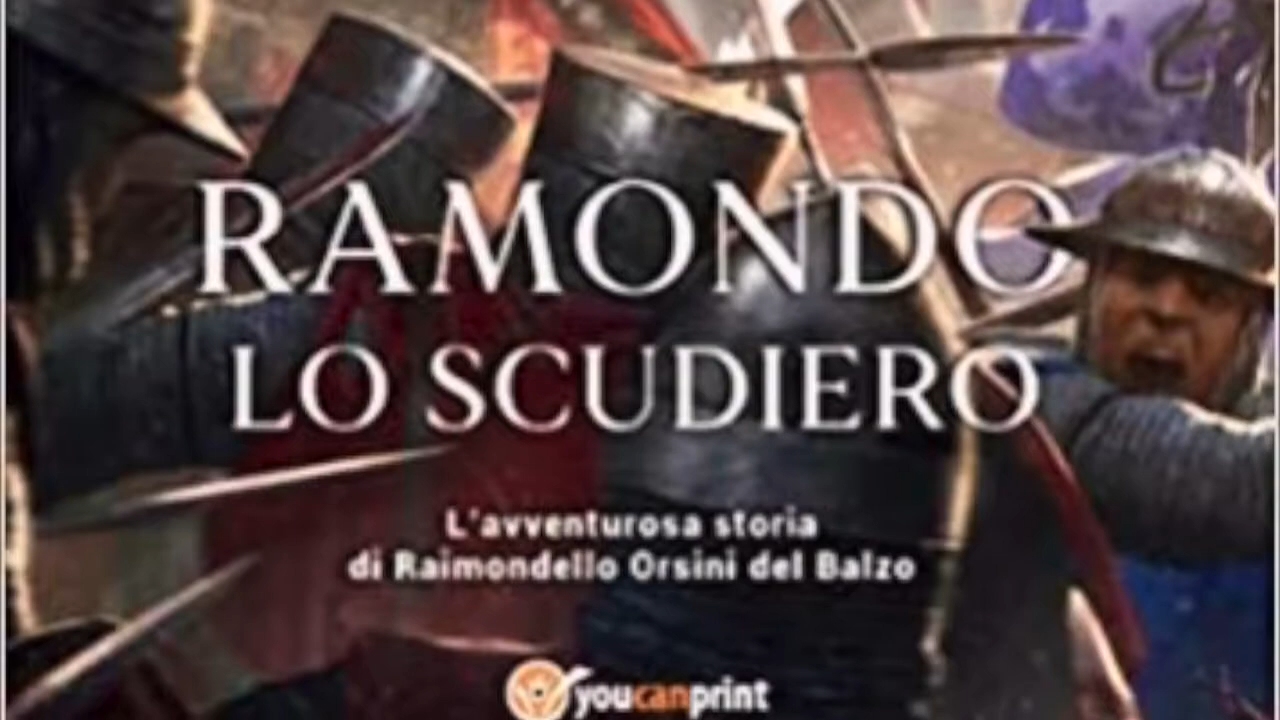 RAMONDO
LO SCUDIERO
L'avventurosa storia
di Raimondello Orsini del Balzo
youcanprint